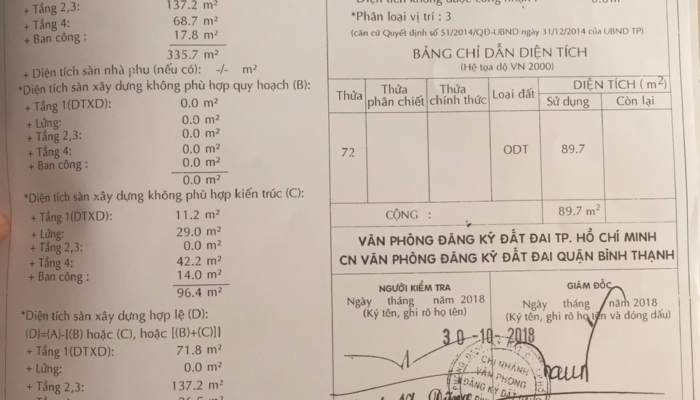 + Tầng 2,3: 137.2 m²
+ Tầng 4: 68.7 m²
+ Ban công : 17.8 m²
335.7 m²
+ Diện tích sàn nhà phụ (nếu có): -/- m²
*Diện tích sàn xây dựng không phù hợp quy hoạch (B):
+ Tầng 1(DTXD): 0.0 m²
+ Lửng: 0.0 m²
+ Tầng 2,3: 0.0 m²
+ Tầng 4: 0.0 m²
+ Ban công : 0.0 m²
0.0 m²
*Diện tích sàn xây dựng không phù hợp kiến trúc (C):
+ Tầng 1(DTXD): 11.2 m²
+ Lửng: 29.0 m²
+ Tầng 2,3: 0.0 m²
+ Tầng 4: 42.2 m²
+ Ban công : 14.0 m²
96.4 m²
*Diện tích sàn xây dựng hợp lệ (D):
(D)=(A)-[(B) hoặc (C), hoặc [(B)+(C)]]
+ Tầng 1(DTXD): 71.8 m²
+ Lửng: 0.0 m²
+ Tầng 2,3: 137.2 m²
*Phân loại vị trí : 3
(căn cứ Quyết định số 51/2014/QĐ-UBND ngày 31/12/2014 của UBND TP)
BẢNG CHỈ DẪN DIỆN TÍCH
(Hệ tọa độ VN 2000)
Thửa Thửa phân chiết Thửa chính thức Loại đất DIỆN TÍCH ( m²)
Sử dụng Còn lại
72 ODT 89.7
CỘNG : 89.7 m²
VĂN PHÒNG ĐĂNG KÝ ĐẤT ĐAI TP. HỒ CHÍ MINH
CN VĂN PHÒNG ĐĂNG KÝ ĐẤT ĐAI QUẬN BÌNH THẠNH
NGƯỜI KIỂM TRA GIÁM ĐỐC
Ngày tháng năm 2018 Ngày tháng năm 2018
(Ký tên, ghi rõ họ tên) (Ký tên, ghi rõ họ tên và đóng dấu)
30-10-2018
CHI NHÁNH
VĂN PHÒNG
ĐĂNG KÝ ĐẤT